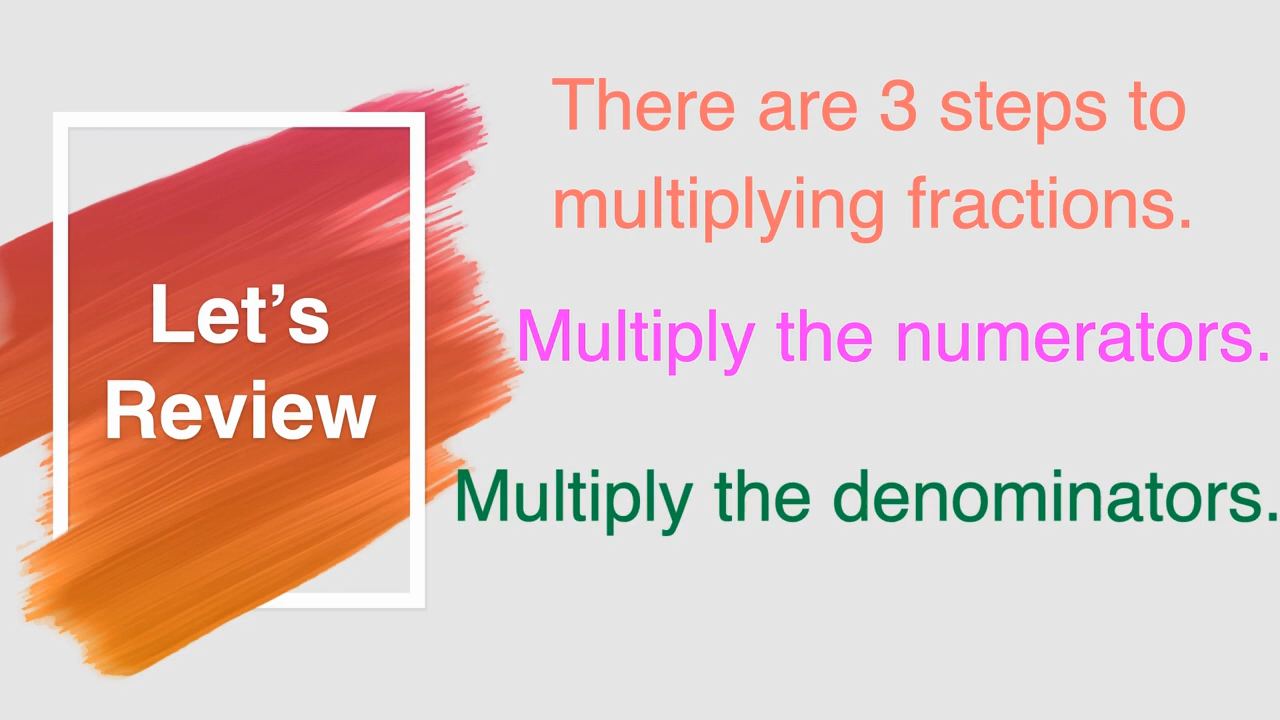 Let’s
Review
There are 3 steps to
multiplying fractions.
Multiply the numerators.
Multiply the denominators.